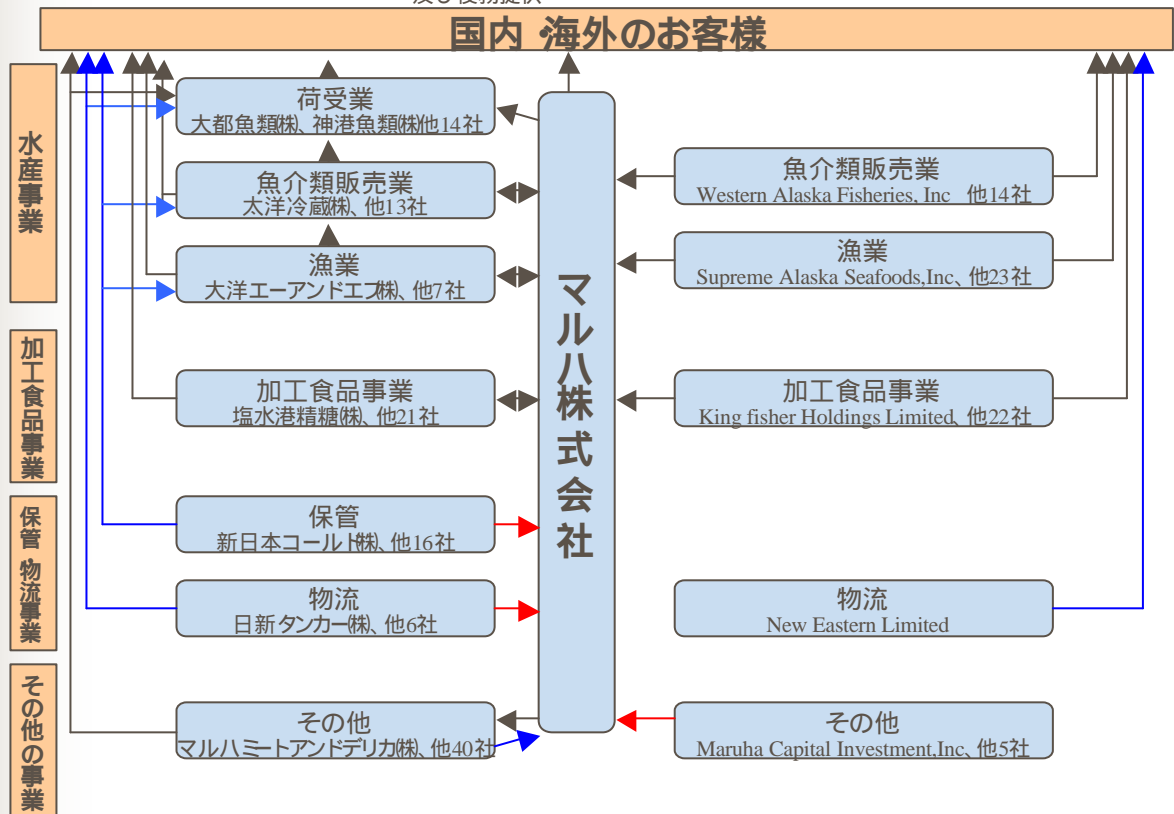 及び役務提供
国内・海外のお客様
水産事業
荷受業
大都魚類㈱、神港魚類㈱他14社
魚介類販売業
太洋冷蔵㈱、他13社
漁業
大洋エーアンドエフ㈱、他7社
魚介類販売業
Western Alaska Fisheries, Inc 他14社
漁業
Supreme Alaska Seafoods,Inc、他23社
マルハ株式会社
加工食品事業
加工食品事業
塩水港精糖㈱、他21社
加工食品事業
King fisher Holdings Limited、他22社
保管・物流事業
保管
新日本コールド㈱、他16社
物流
日新タンカー㈱、他6社
物流
New Eastern Limited
その他の事業
その他
マルハミートアンドデリカ㈱、他40社
その他
Maruha Capital Investment,Inc、他5社